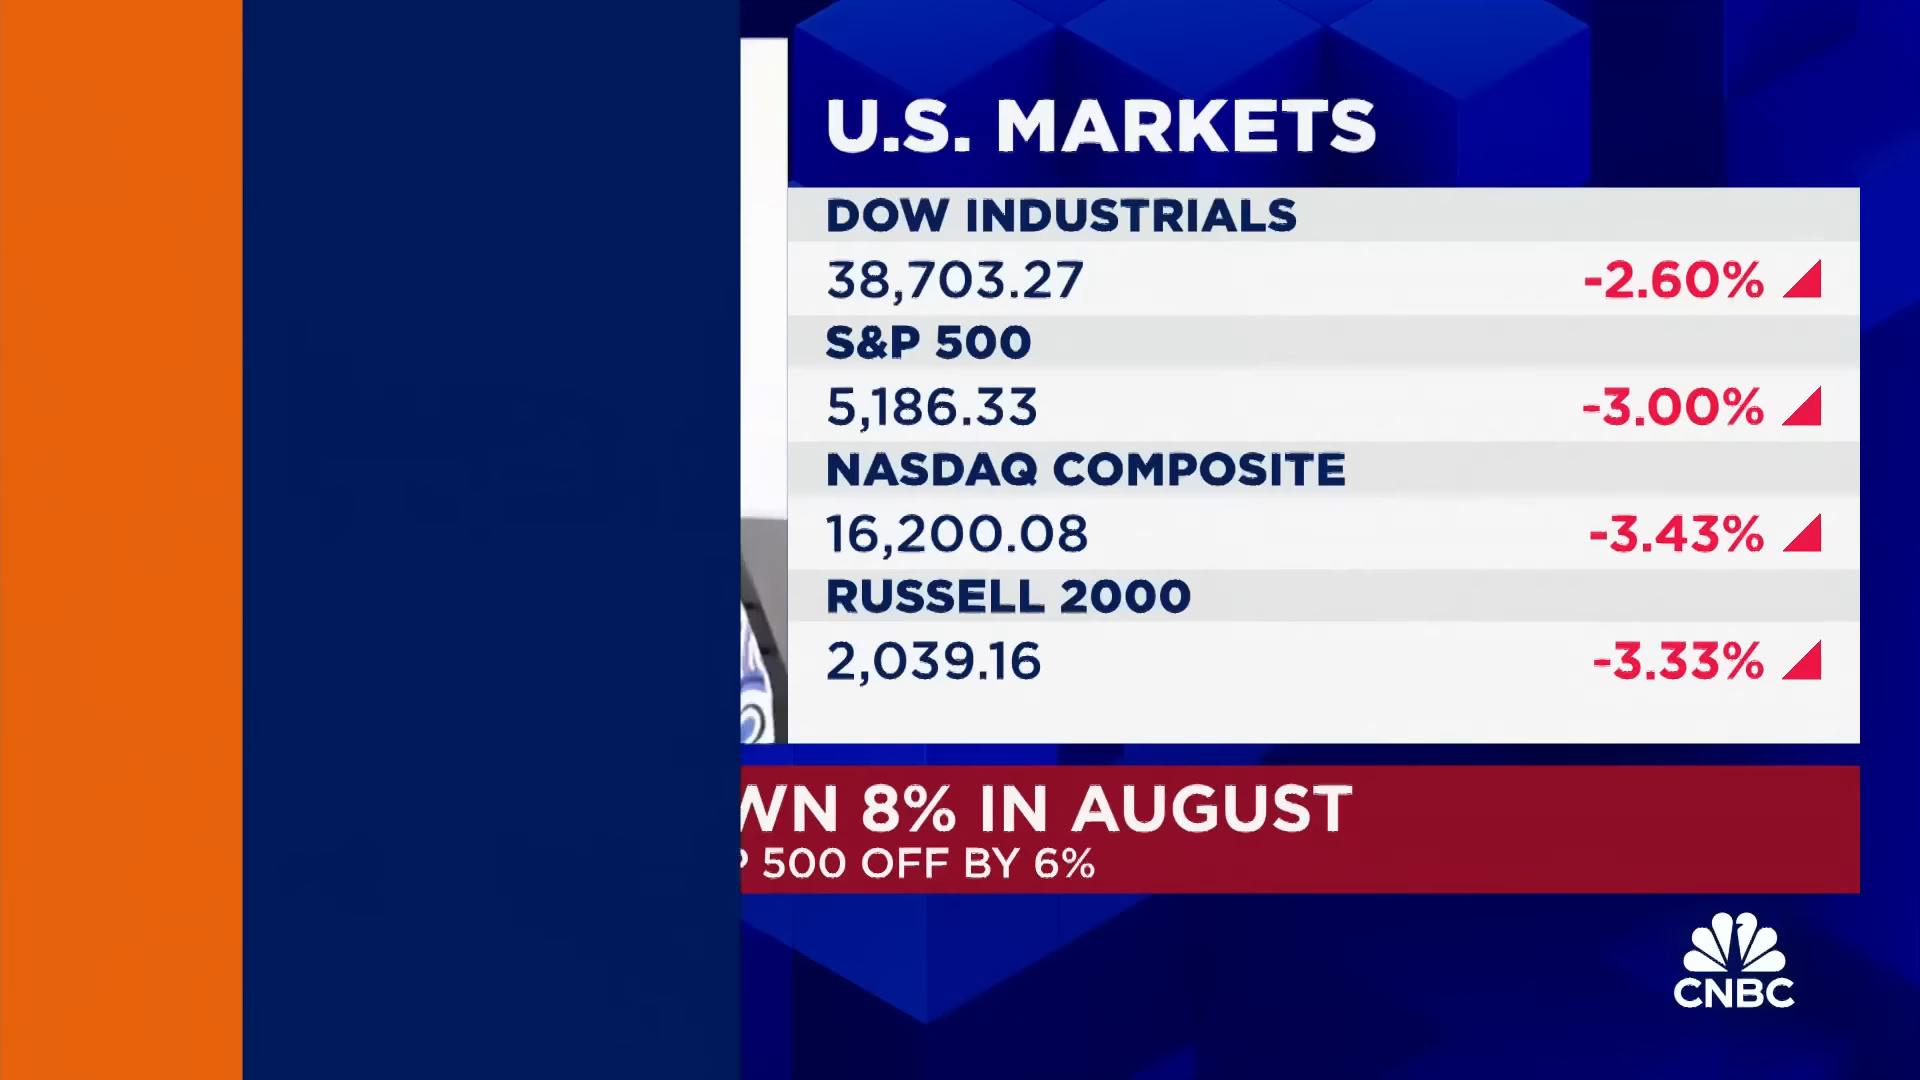 U.S. MARKETS
DOW INDUSTRIALS
38,703.27 -2.60%
S&P 500
5,186.33 -3.00%
NASDAQ COMPOSITE
16,200.08 -3.43%
RUSSELL 2000
2,039.16 -3.33%
8% IN AUGUST
500 OFF BY 6%
CNBC